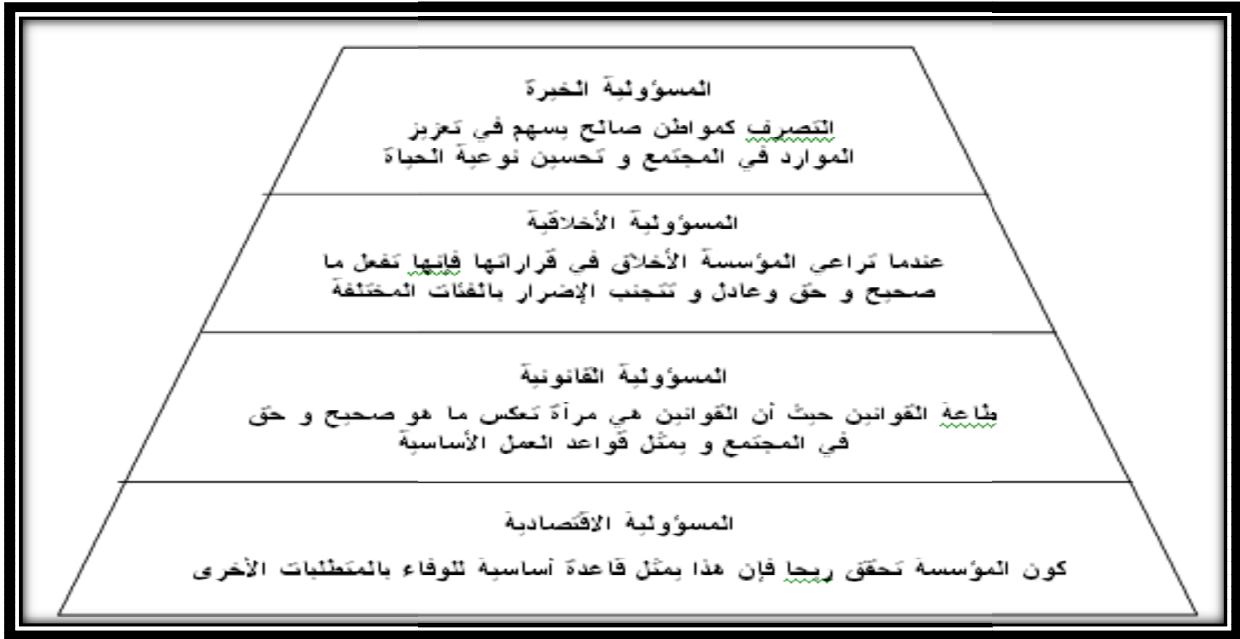 المسؤولية الخيرة
التصرف كمواطن صالح يسهم في تعزيز
الموارد في المجتمع و تحسين نوعية الحياة
المسؤولية الأخلاقية
عندما تراعي المؤسسة الأخلاق في قراراتها فإنها تفعل ما
صحيح و حق وعادل و تتجنب الإضرار بالفئات المختلفة
المسؤولية القانونية
طاعة القوانين حيث أن القوانين هي مرآة تعكس ما هو صحيح و حق
في المجتمع و يمثل قواعد العمل الأساسية
المسؤولية الاقتصادية
كون المؤسسة تحقق ربحا فإن هذا يمثل قاعدة أساسية للوفاء بالمتطلبات الأخرى